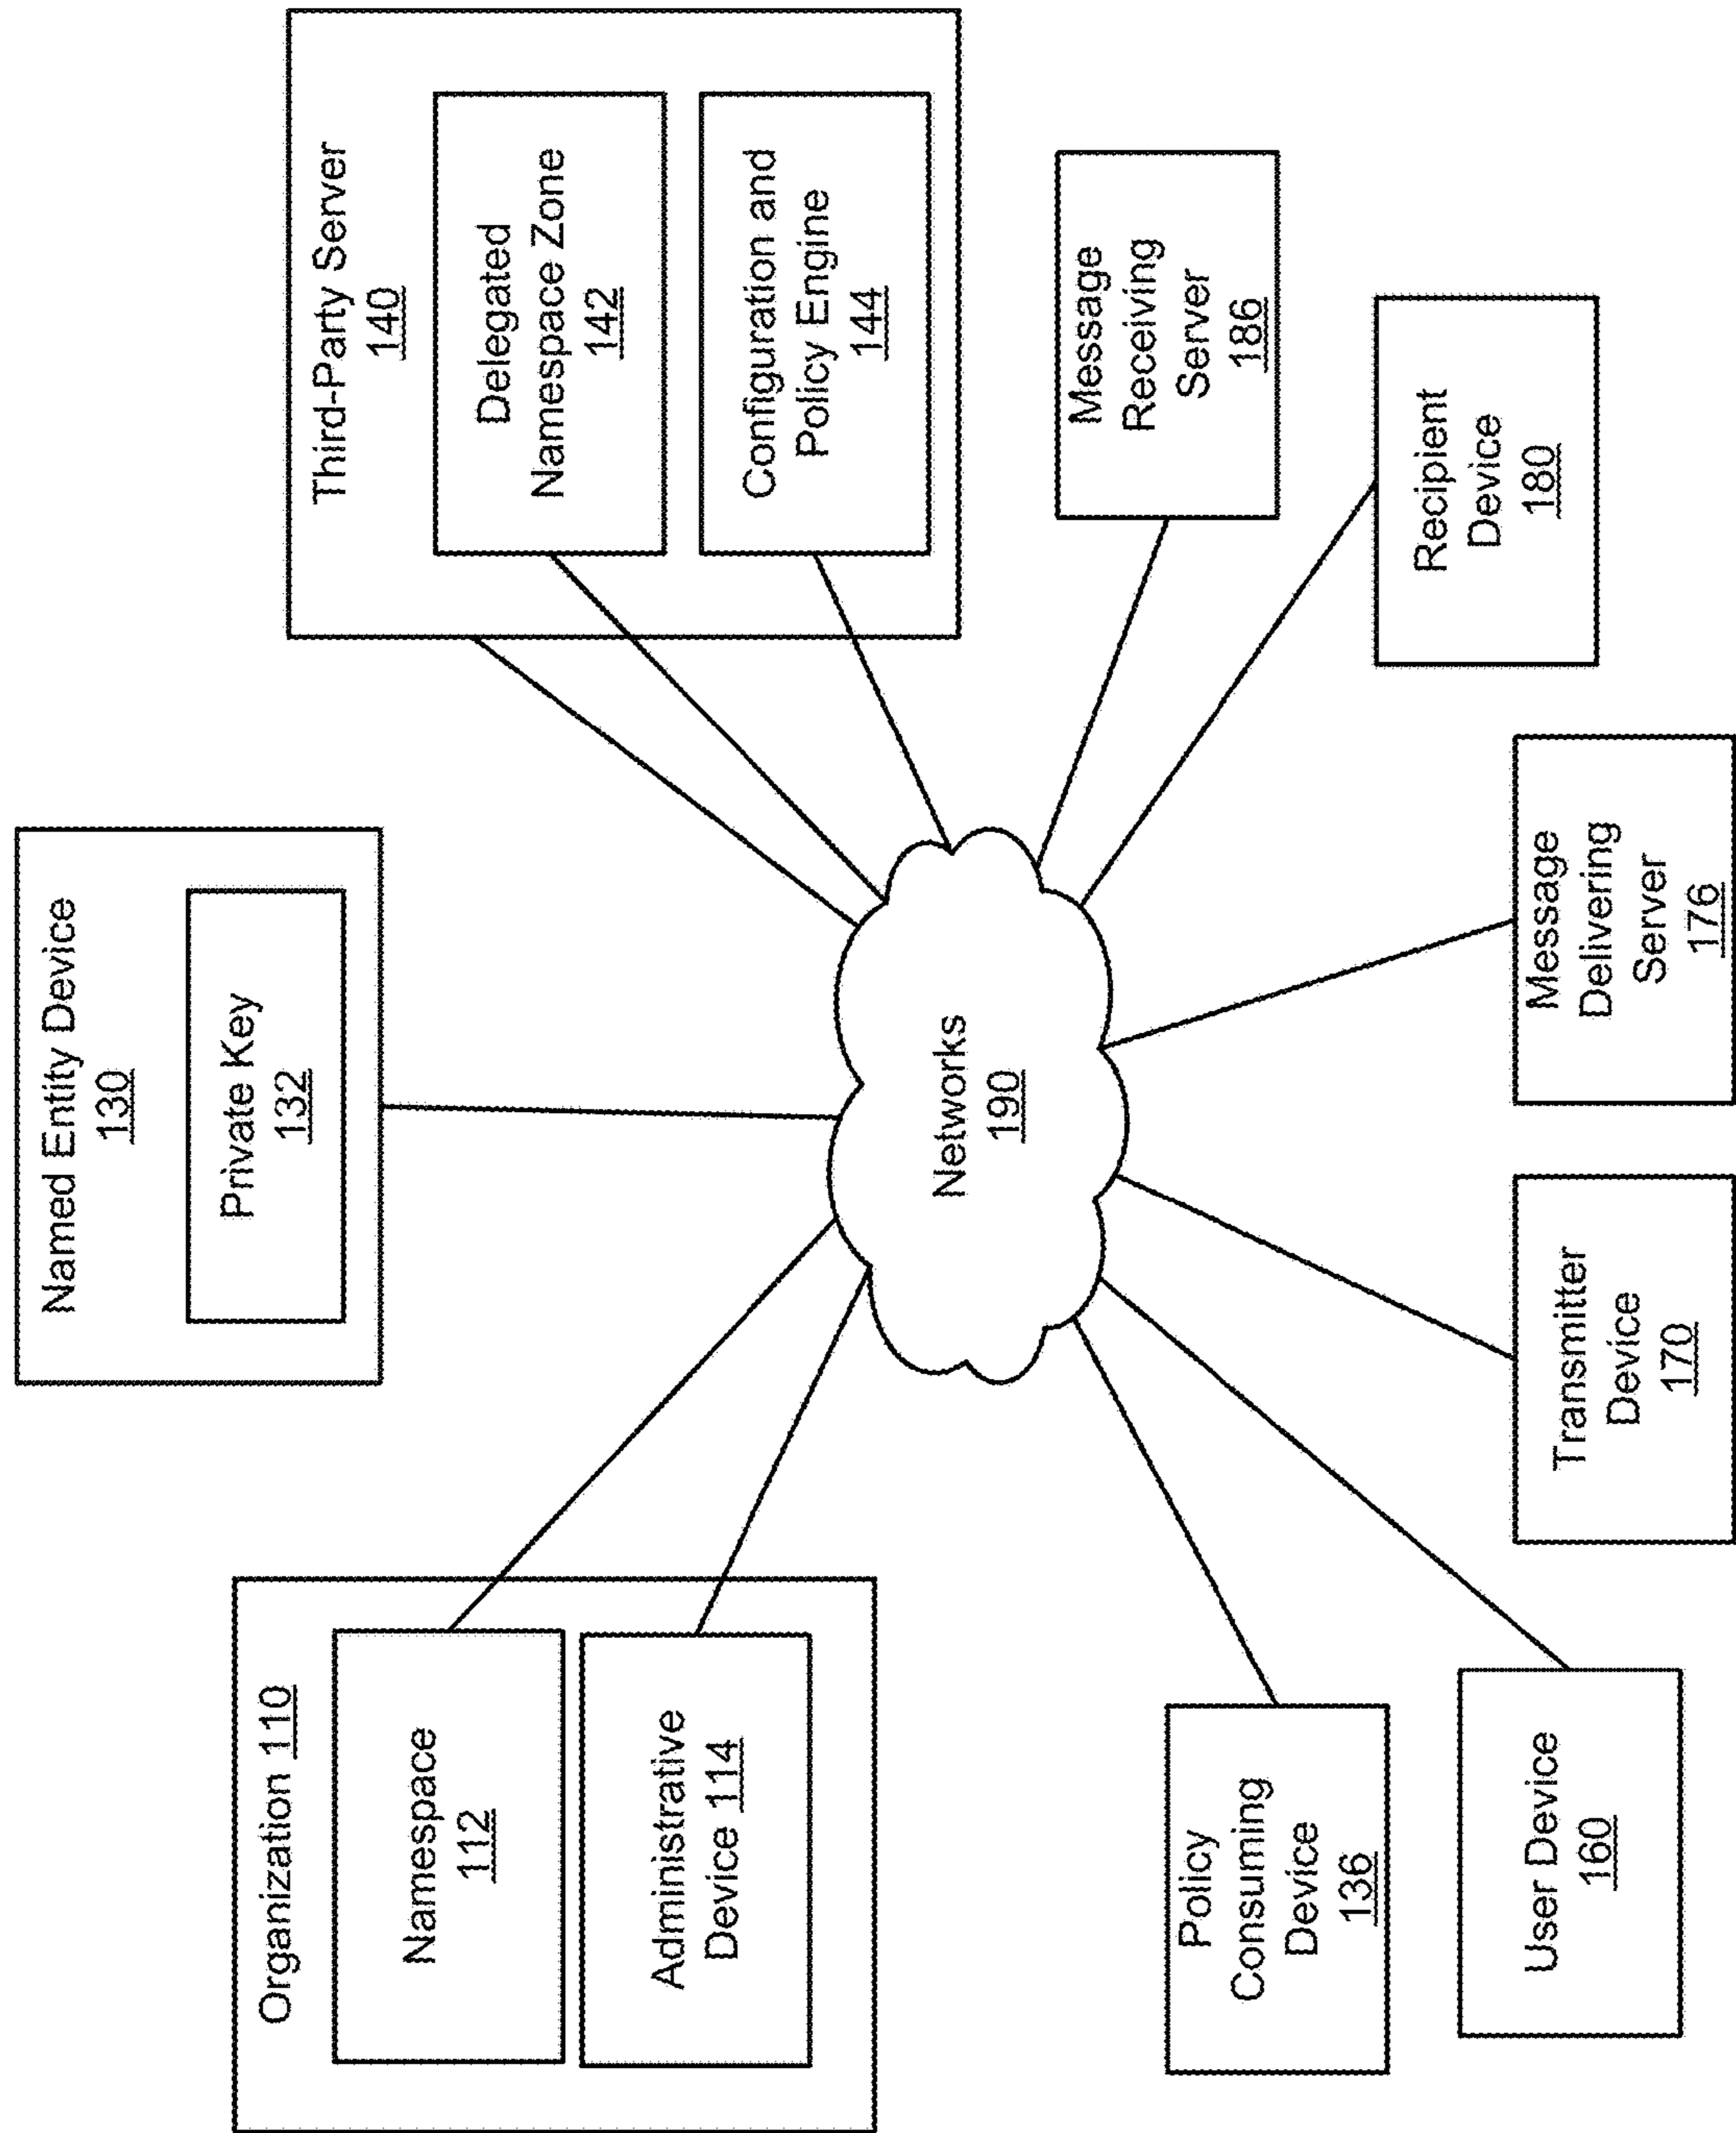 Organization 110
Namespace
112
Administrative
Device 114
Named Entity Device
130
Private Key
132
Third-Party Server
140
Delegated
Namespace Zone
142
Configuration and
Policy Engine
144
Networks
190
Policy
Consuming
Device
136
User Device
160
Transmitter
Device
170
Message
Delivering
Server
176
Recipient
Device
180
Message
Receiving
Server
186